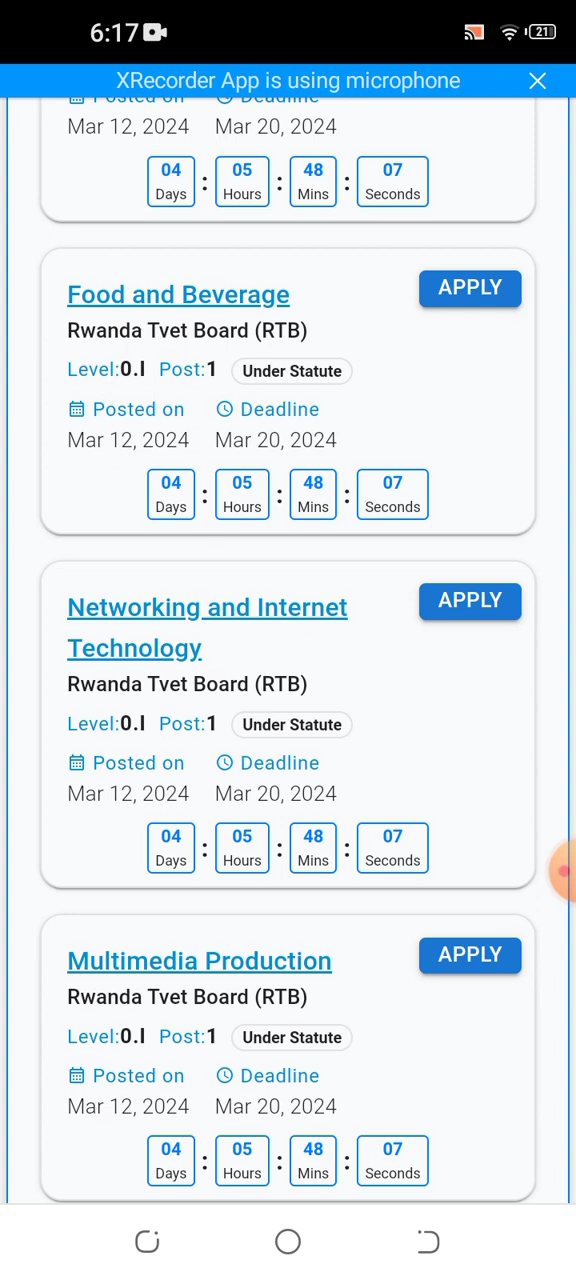 6:17
21
XRecorder App is using microphone
Posted on Deadline
Mar 12, 2024 Mar 20, 2024
04 : 05 : 48 : 07
Days Hours Mins Seconds
Food and Beverage APPLY
Rwanda Tvet Board (RTB)
Level:0.I Post:1 Under Statute
Posted on Deadline
Mar 12, 2024 Mar 20, 2024
04 : 05 : 48 : 07
Days Hours Mins Seconds
Networking and Internet APPLY
Technology
Rwanda Tvet Board (RTB)
Level:0.I Post:1 Under Statute
Posted on Deadline
Mar 12, 2024 Mar 20, 2024
04 : 05 : 48 : 07
Days Hours Mins Seconds
Multimedia Production APPLY
Rwanda Tvet Board (RTB)
Level:0.I Post:1 Under Statute
Posted on Deadline
Mar 12, 2024 Mar 20, 2024
04 : 05 : 48 : 07
Days Hours Mins Seconds